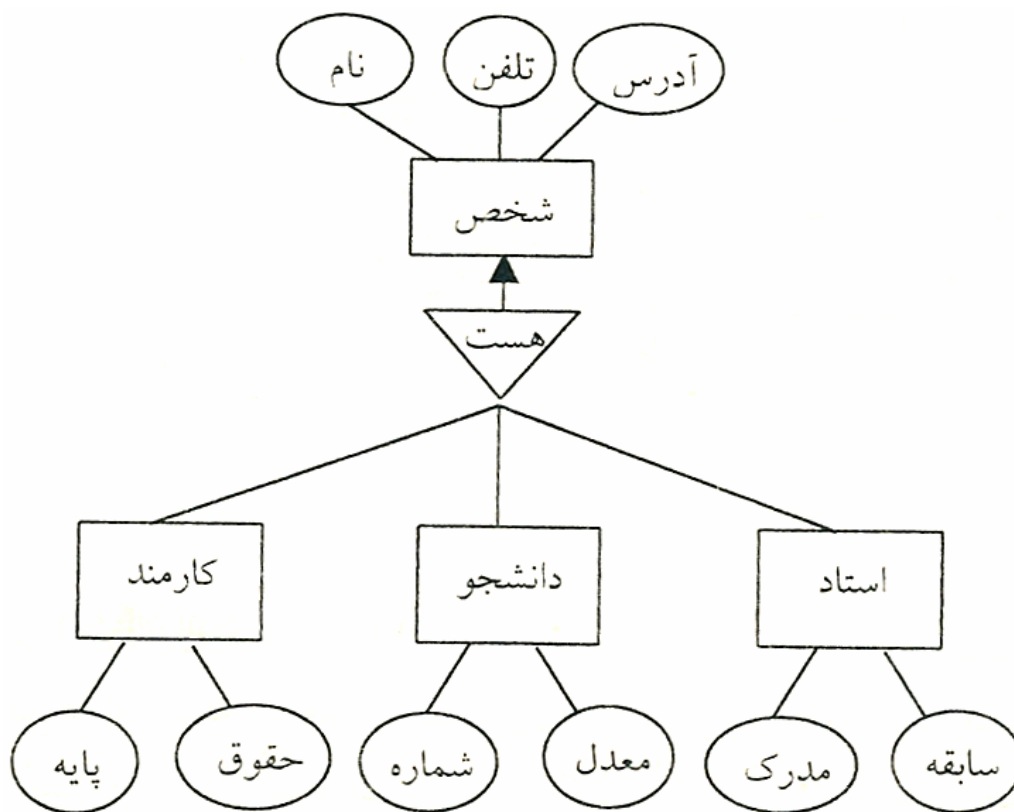 آدرس تلفن نام
شخص
هست
استاد دانشجو کارمند
سابقه مدرک معدل شماره حقوق پایه